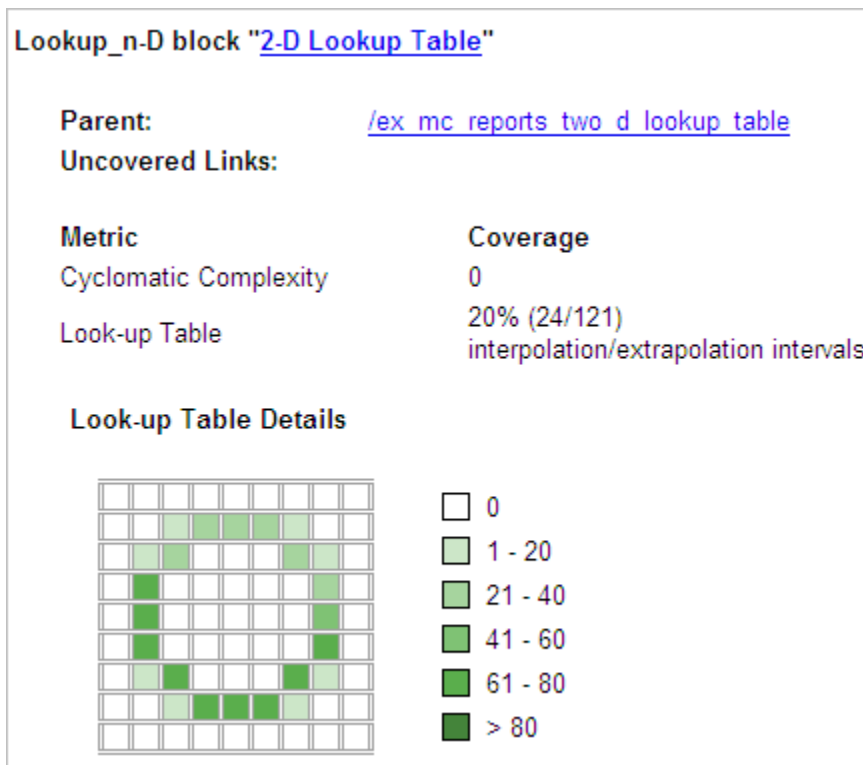 Lookup_n-D block "2-D Lookup Table"
Parent: /ex_mc_reports_two_d_lookup_table
Uncovered Links:
Metric Coverage
Cyclomatic Complexity 0
Look-up Table 20% (24/121)
interpolation/extrapolation intervals
Look-up Table Details
0
1 - 20
21 - 40
41 - 60
61 - 80
> 80